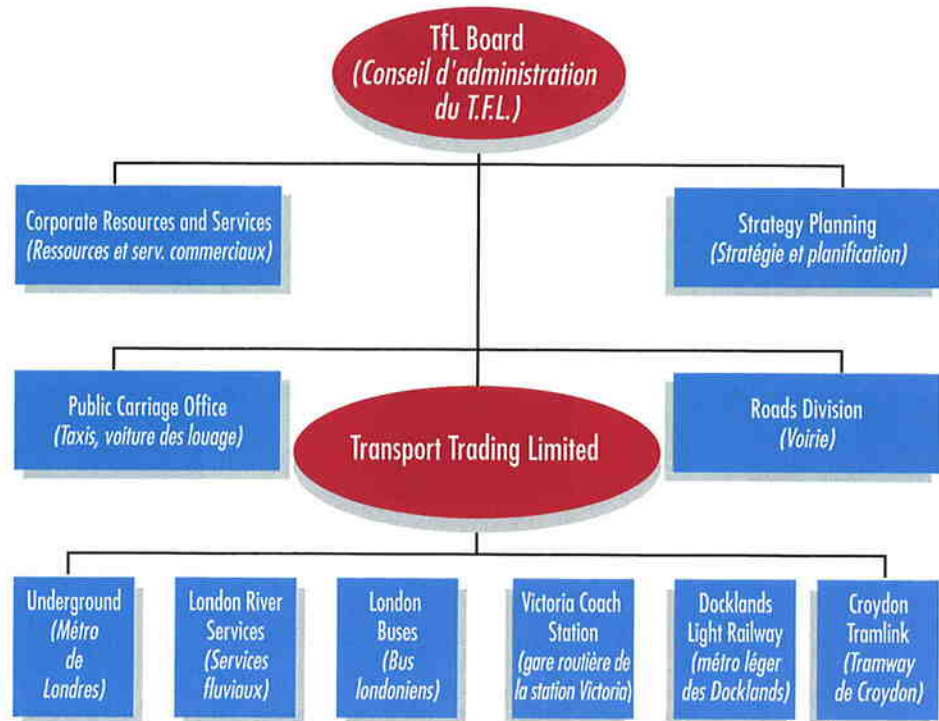 TfL Board
(Conseil d'administration
du T.F.L.)
Corporate Resources and Services
(Ressources et serv. commerciaux)
Strategy Planning
(Stratégie et planification)
Public Carriage Office
(Taxis, voiture des louage)
Transport Trading Limited
Roads Division
(Voirie)
Underground
(Métro
de
Londres)
London River
Services
(Services
fluviaux)
London
Buses
(Bus
londoniens)
Victoria Coach
Station
(gare routière de
la station Victoria)
Docklands
Light Railway
(métro léger
des Docklands)
Croydon
Tramlink
(Tramway
de Croydon)